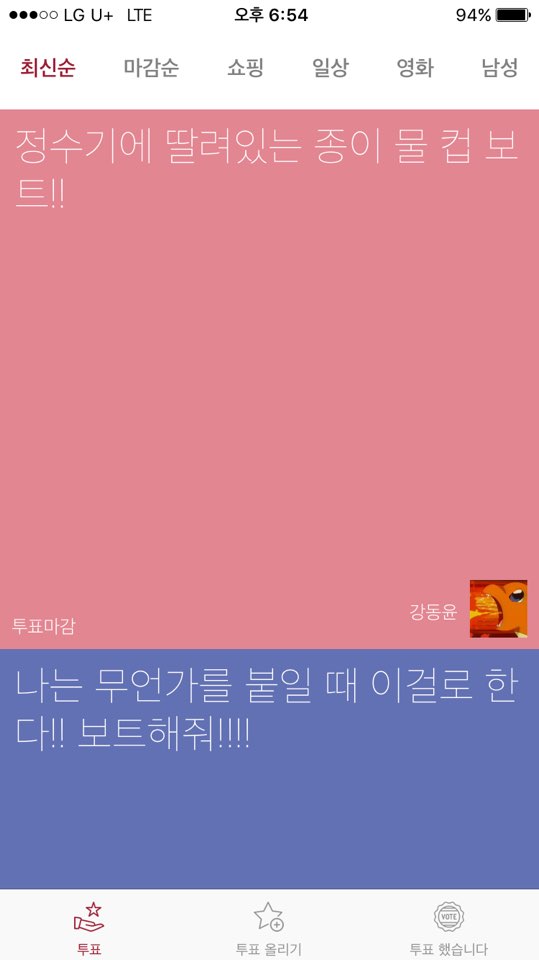 LG U+ LTE 오후 6:54 94%
최신순 마감순 쇼핑 일상 영화 남성
정수기에 딸려있는 종이 물 컵 보
트!!
강동윤
투표마감
나는 무언가를 붙일 때 이걸로 한
다!! 보트해줘!!!!
VOTE
투표 투표 올리기 투표 했습니다